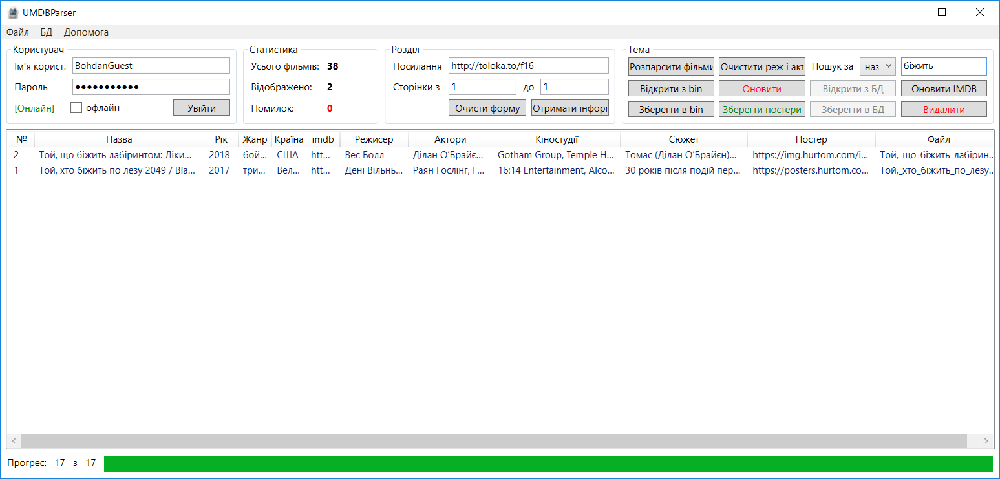 UMDBParser
Файл БД Допомога
Користувач
Ім'я корист. BohdanGuest
Пароль ●●●●●●●●●●●
[Онлайн] офлайн Увійти
Статистика
Усього фільмів: 38
Відображено: 2
Помилок: 0
Розділ
Посилання http://toloka.to/f16
Сторінки з 1 до 1
Очисти форму Отримати інфорі
Тема
Розпарсити фільми Очистити реж і акт Пошук за наз біжить
Відкрити з bin Оновити Відкрити з БД Оновити IMDB
Зберегти в bin Зберегти постери Зберегти в БД Видалити
№ Назва Рік Жанр Країна imdb Режисер Актори Кіностудії Сюжет Постер Файл
2 Той, що біжить лабіринтом: Ліки... 2018 бой... США htt... Вес Болл Ділан О’Брайє... Gotham Group, Temple H... Томас (Ділан О’Брайєн)... https://img.hurtom.com/i... Той,_що_біжить_лабірин...
1 Той, хто біжить по лезу 2049 / Bla... 2017 три... Вел... htt... Дені Вільнь... Раян Гослінг, Г... 16:14 Entertainment, Alco... 30 років після подій пер... https://posters.hurtom.co... Той,_хто_біжить_по_лезу...
Прогрес: 17 з 17